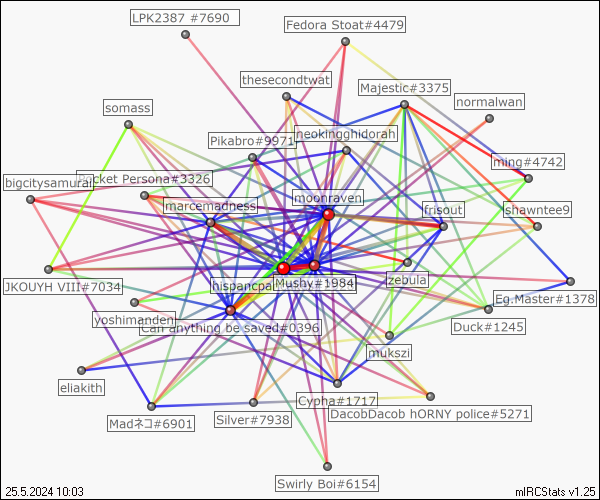 LPK2387 #7690
Fedora Stoat#4479
thesecondtwat
Majestic#3375
normalwan
somass
Pikabro#9971
neokingghidorah
ming#4742
bigcitysamurai
ocket Persona#3326
marcemadness
moonraven
frisout
shawntee9
JKOUYH VIII#7034
hispancpa
Mushy#1984
zebula
Eg.Master#1378
yoshimanden
Can anything be saved#0396
Duck#1245
mukszi
eliakith
Madネコ#6901
Silver#7938
Cypha#1717
DacobDacob hORNY police#5271
Swirly Boi#6154
25.5.2024 10:03
mIRCStats v1.25